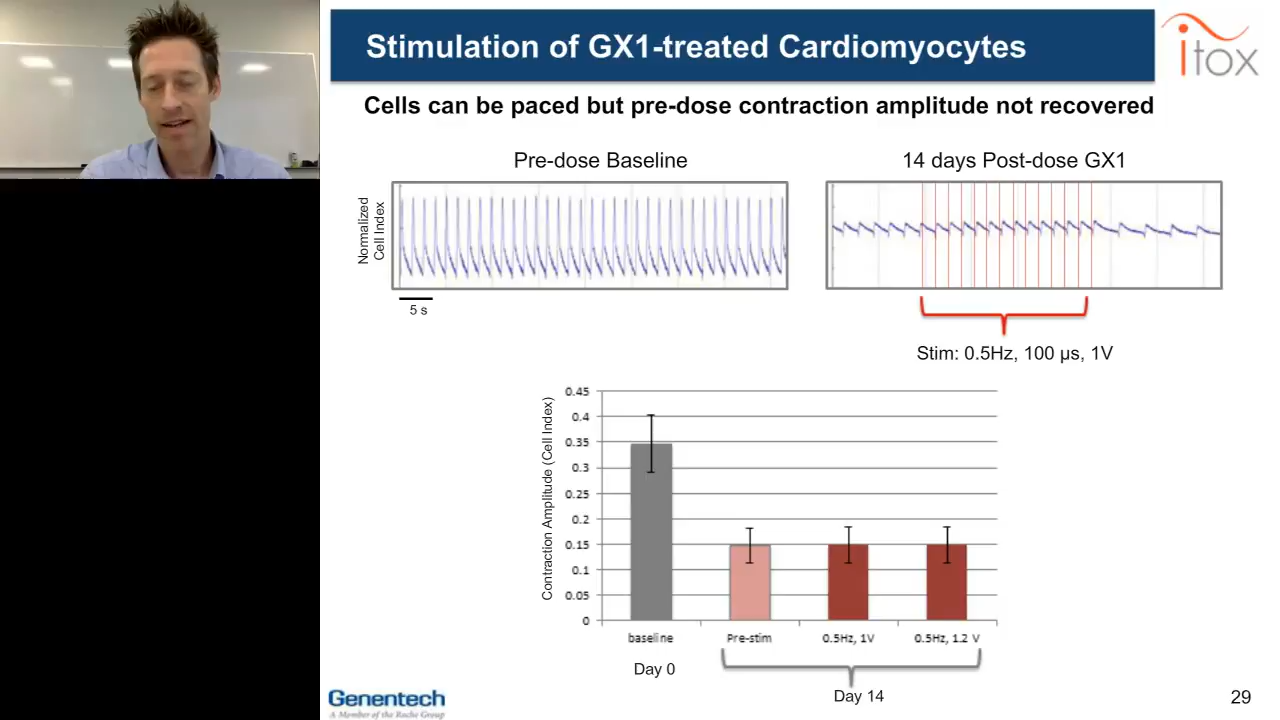 Stimulation of GX1-treated Cardiomyocytes
itox
Cells can be paced but pre-dose contraction amplitude not recovered
Pre-dose Baseline
14 days Post-dose GX1
Normalized
Cell Index
5 s
Stim: 0.5Hz, 100 µs, 1V
Contraction Amplitude (Cell Index)
0.45
0.4
0.35
0.3
0.25
0.2
0.15
0.1
0.05
0
baseline
Pre-stim
0.5Hz, 1V
0.5Hz, 1.2 V
Day 0
Day 14
Genentech
A Member of the Roche Group
29